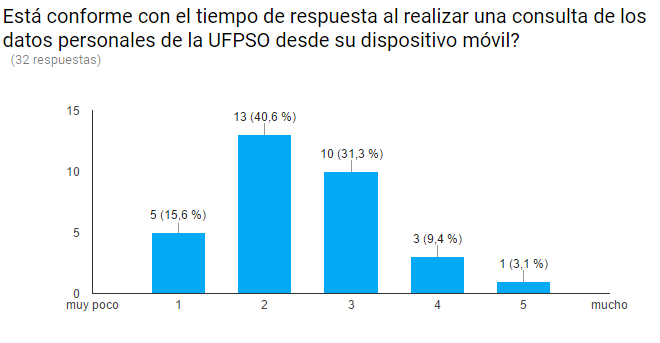 Está conforme con el tiempo de respuesta al realizar una consulta de los
datos personales de la UFPSO desde su dispositivo móvil?
(32 respuestas)
15
13 (40,6 %)
10 (31,3 %)
10
5 (15,6 %)
5
3 (9,4 %)
1 (3,1 %)
0
muy poco 1 2 3 4 5 mucho